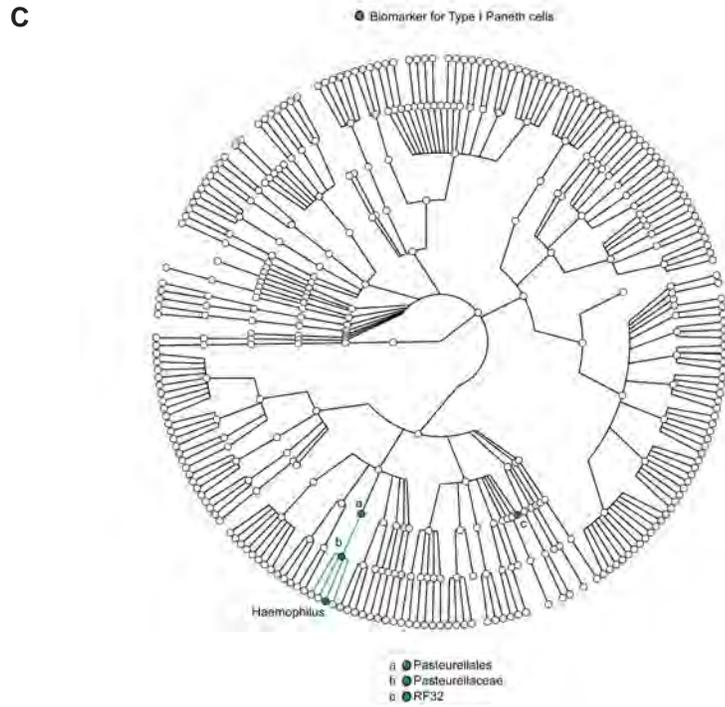 C
Biomarker for Type I Paneth cells
a
b
c
Haemophilus
a Pasteurellales
b Pasteurellaceae
c RF32